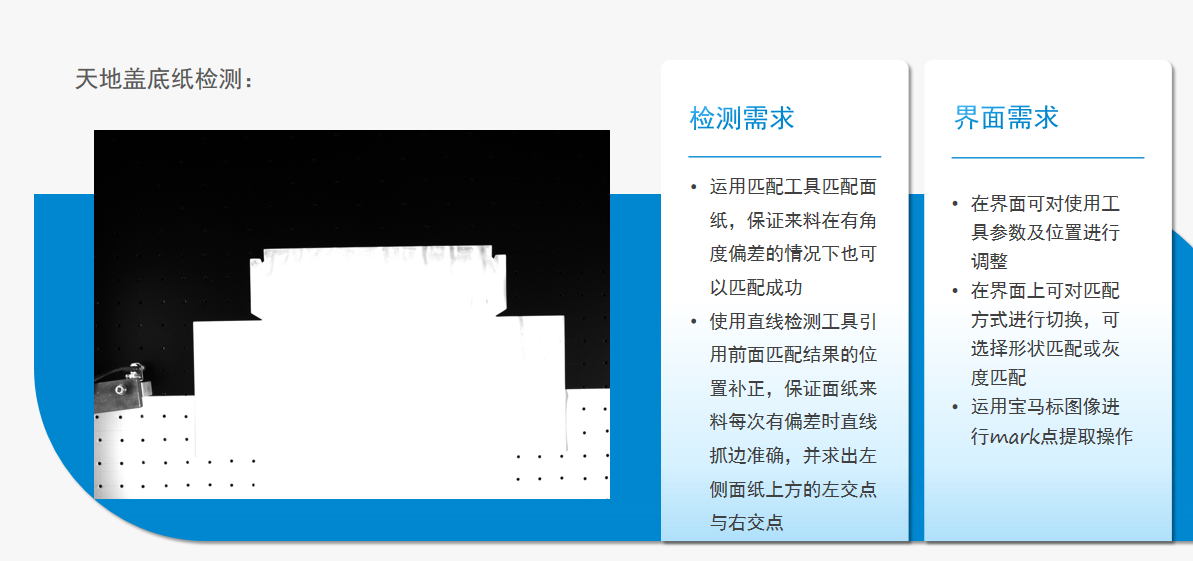 天地盖底纸检测：
检测需求
• 运用匹配工具匹配面
纸，保证来料在有角
度偏差的情况下也可
以匹配成功
• 使用直线检测工具引
用前面匹配结果的位
置补正，保证面纸来
料每次有偏差时直线
抓边准确，并求出左
侧面纸上方的左交点
与右交点
界面需求
• 在界面可对使用工
具参数及位置进行
调整
• 在界面上可对匹配
方式进行切换，可
选择形状匹配或灰
度匹配
• 运用宝马标图像进
行mark点提取操作